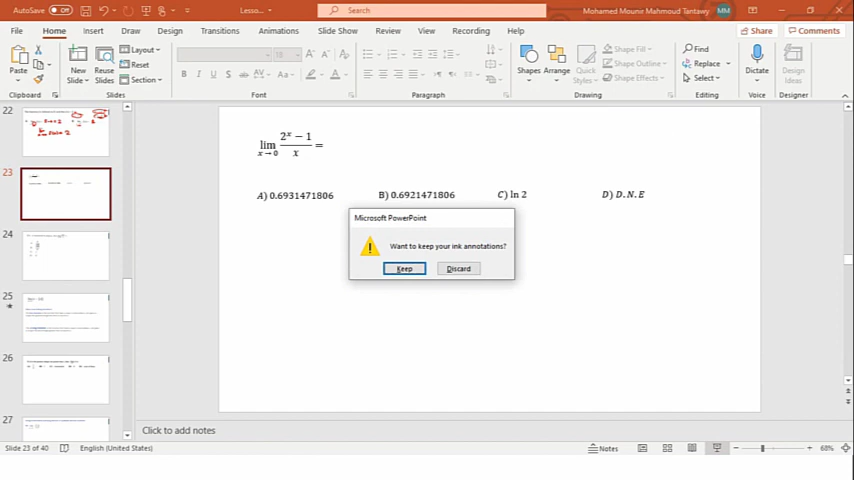 AutoSave Off Lesso... Search Mohamed Mounir Mahmoud Tantawy MM
File Home Insert Draw Design Transitions Animations Slide Show Review View Recording Help Share Comments
Paste
New Slide
Reuse Slides
Layout
Reset
Section
18
B I U S ab AV Aa A
Shapes
Arrange
Quick Styles
Shape Fill
Shape Outline
Shape Effects
Find
Replace
Select
Dictate
Design Ideas
Clipboard Slides Font Paragraph Drawing Editing Voice Designer
22
23
24
25
26
27
lim x→0 (2^x − 1)/x =
A) 0.6931471806 B) 0.6921471806 C) ln 2 D) D.N.E
Microsoft PowerPoint
Want to keep your ink annotations?
Keep Discard
Click to add notes
Slide 23 of 40 English (United States) Notes 68%